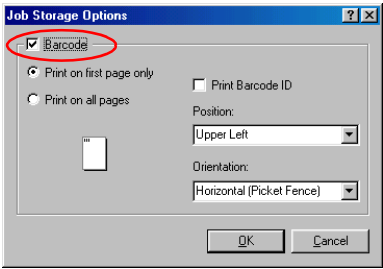 Job Storage Options
Barcode
Print on first page only
Print on all pages
Print Barcode ID
Position:
Upper Left
Orientation:
Horizontal (Picket Fence)
OK
Cancel